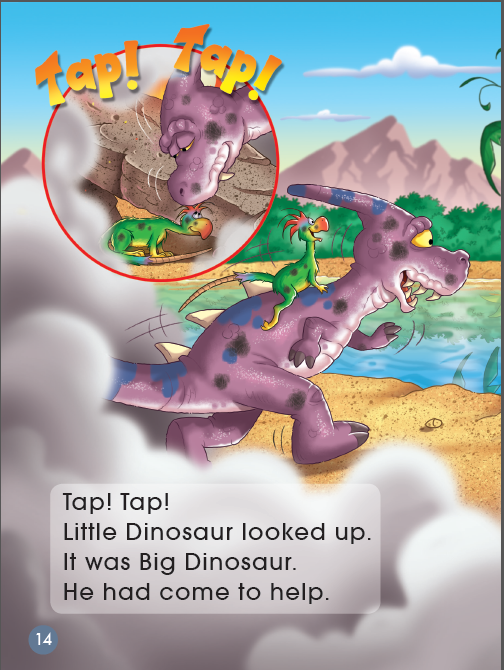 Tap! Tap!
Tap! Tap!
Little Dinosaur looked up.
It was Big Dinosaur.
He had come to help.
14